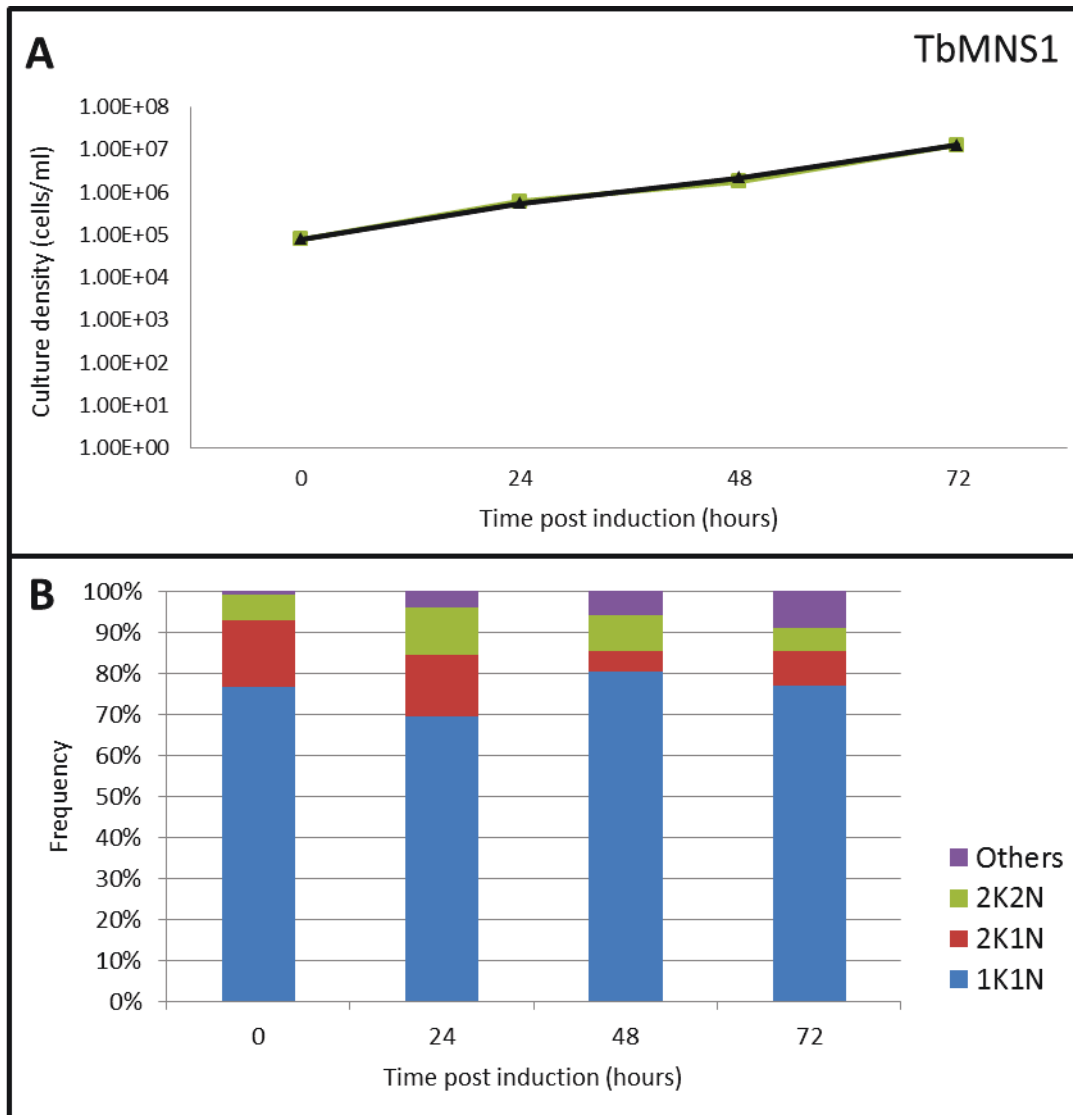 A
TbMNS1
1.00E+08
1.00E+07
1.00E+06
1.00E+05
1.00E+04
1.00E+03
1.00E+02
1.00E+01
1.00E+00
Culture density (cells/ml)
0 24 48 72
Time post induction (hours)
B
100%
90%
80%
70%
60%
50%
40%
30%
20%
10%
0%
Frequency
0 24 48 72
Time post induction (hours)
Others
2K2N
2K1N
1K1N